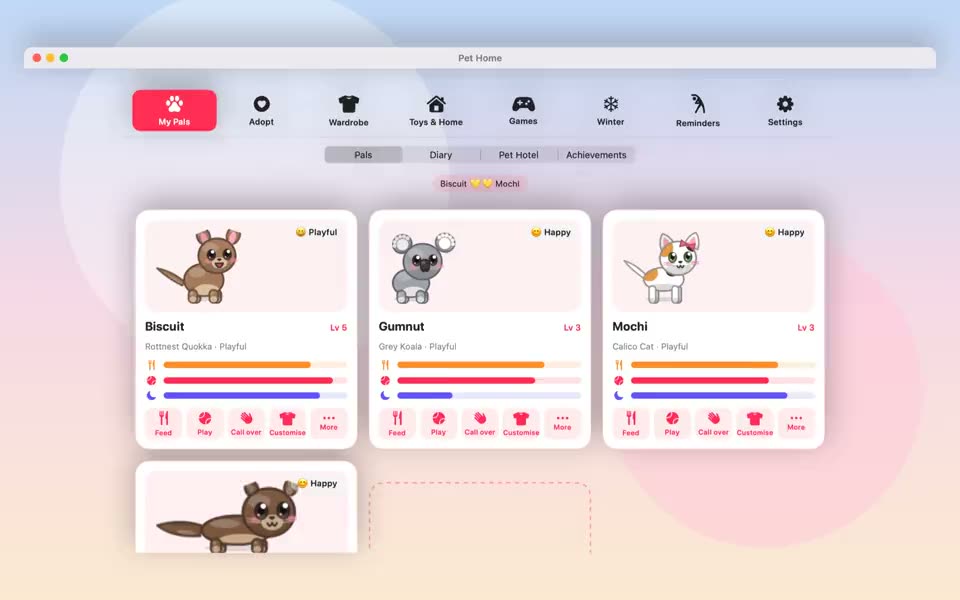 Pet Home
My Pals
Adopt
Wardrobe
Toys & Home
Games
Winter
Reminders
Settings
Pals
Diary
Pet Hotel
Achievements
Biscuit 💛💛 Mochi
Playful
Biscuit
Lv 5
Rottnest Quokka · Playful
Feed
Play
Call over
Customise
More
Happy
Gumnut
Lv 3
Grey Koala · Playful
Feed
Play
Call over
Customise
More
Happy
Mochi
Lv 3
Calico Cat · Playful
Feed
Play
Call over
Customise
More
Happy